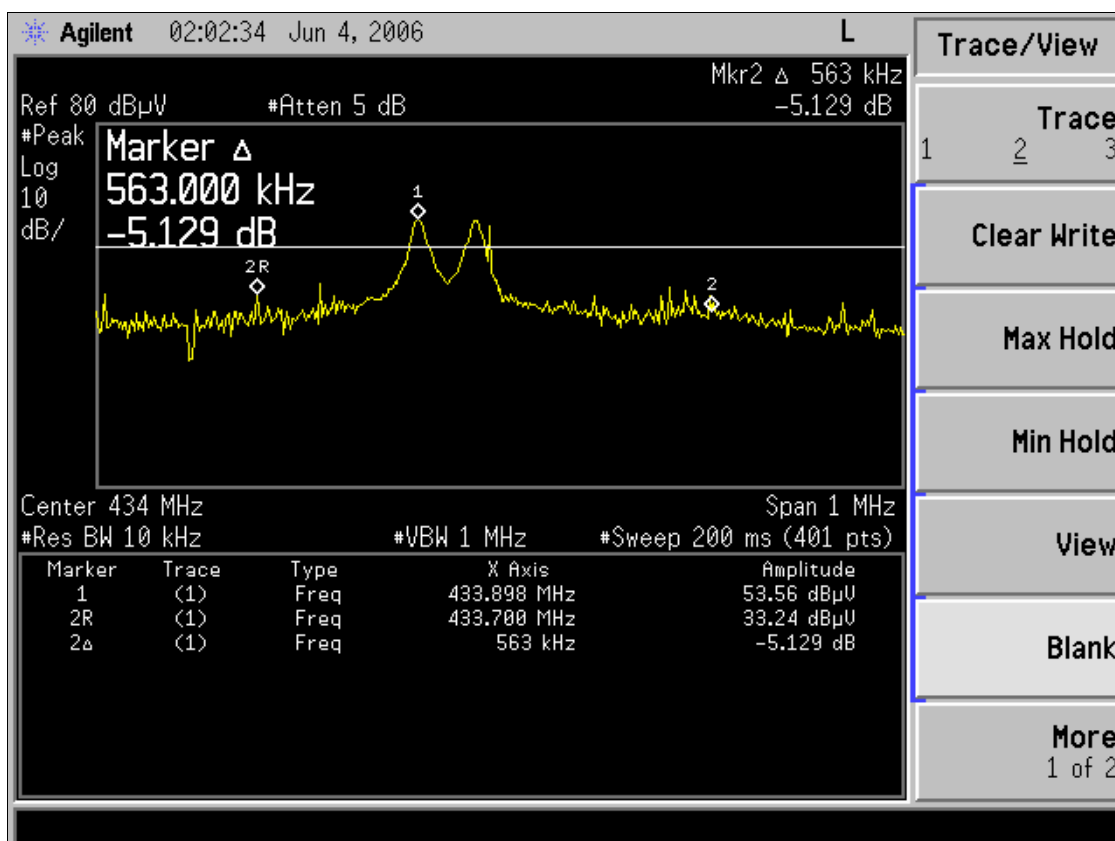 Agilent 02:02:34 Jun 4, 2006 L
Mkr2 Δ 563 kHz
Ref 80 dBµV #Atten 5 dB -5.129 dB
#Peak
Log
10
dB/
Marker Δ
563.000 kHz
-5.129 dB
1
2R
2
Center 434 MHz Span 1 MHz
#Res BW 10 kHz #VBW 1 MHz #Sweep 200 ms (401 pts)
Marker Trace Type X Axis Amplitude
1 (1) Freq 433.898 MHz 53.56 dBµV
2R (1) Freq 433.700 MHz 33.24 dBµV
2Δ (1) Freq 563 kHz -5.129 dB
Trace/View
Trace
1 2 3
Clear Write
Max Hold
Min Hold
View
Blank
More
1 of 2